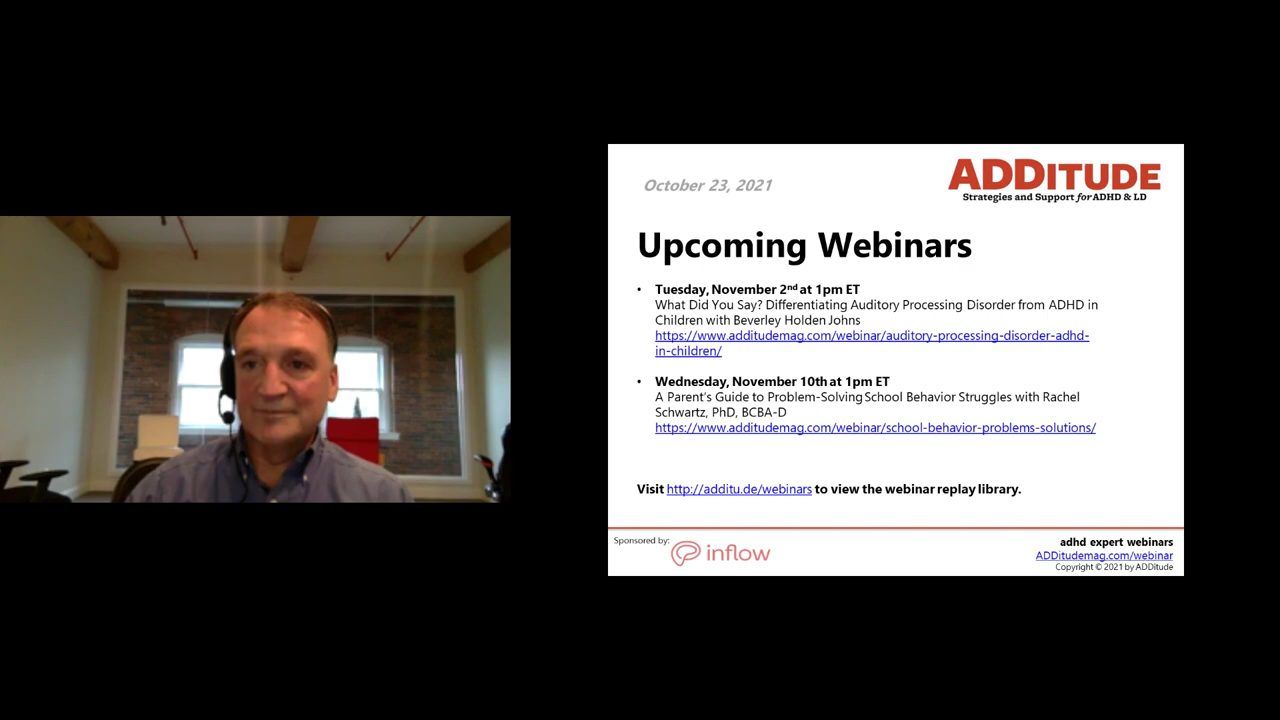 October 23, 2021
ADDITUDE
Strategies and Support for ADHD & LD
Upcoming Webinars
• Tuesday, November 2nd at 1pm ET
What Did You Say? Differentiating Auditory Processing Disorder from ADHD in
Children with Beverley Holden Johns
https://www.additudemag.com/webinar/auditory-processing-disorder-adhd-
in-children/
• Wednesday, November 10th at 1pm ET
A Parent's Guide to Problem-Solving School Behavior Struggles with Rachel
Schwartz, PhD, BCBA-D
https://www.additudemag.com/webinar/school-behavior-problems-solutions/
Visit http://additu.de/webinars to view the webinar replay library.
Sponsored by:
inflow
adhd expert webinars
ADDitudemag.com/webinar
Copyright © 2021 by ADDitude